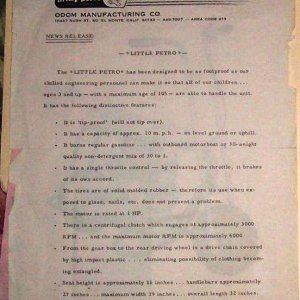 ODOM MANUFACTURING CO.
NEWS RELEASE:
— "LITTLE PETRO" —
The "LITTLE PETRO" has been designed to be as foolproof as our
skilled engineering personnel can make it so that all of our children . . .
ages 3 and up - with a maximum age of 105 - are able to handle the unit.
It has the following distinctive features:
• It is 'tip-proof' (will not tip over).
• It has a capacity of approx. 10 m.p.h. - on level ground or uphill.
• It burns regular gasoline . . . with outboard motorboat or 30-weight
quality non-detergent mix of 30 to 1.
• It has a single throttle control — by releasing the throttle, it brakes
of its own accord.
• The tires are of solid molded rubber — therefore its use when ex-
posed to glass, nails, etc. does not present a problem.
• The motor is rated at 1 HP.
• There is a centrifugal clutch which engages at approximately 3000
RPM . . . and the maximum motor RPM is approximately 6000.
• From the gear box to the rear driving wheel is a drive chain covered
by high impact plastic . . . eliminating possibility of clothing becom-
ing entangled.
• Seat height is approximately 16 inches . . . handlebars approximately
27 inches . . . maximum width 19 inches . . . overall length 32 inches.